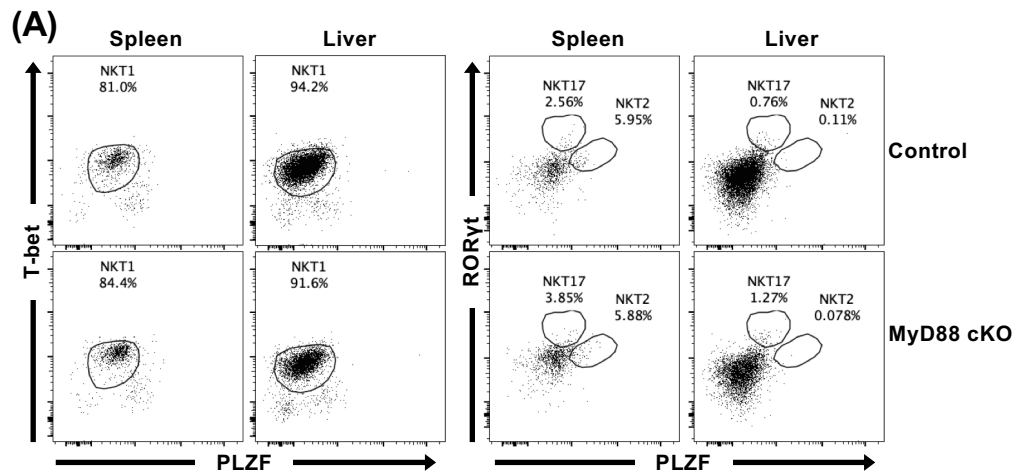 (A)
Spleen Liver Spleen Liver
NKT1
81.0%
NKT1
94.2%
NKT17
2.56%
NKT2
5.95%
NKT17
0.76%
NKT2
0.11%
Control
NKT1
84.4%
NKT1
91.6%
NKT17
3.85%
NKT2
5.88%
NKT17
1.27%
NKT2
0.078%
MyD88 cKO
T-bet
RORγt
PLZF
PLZF